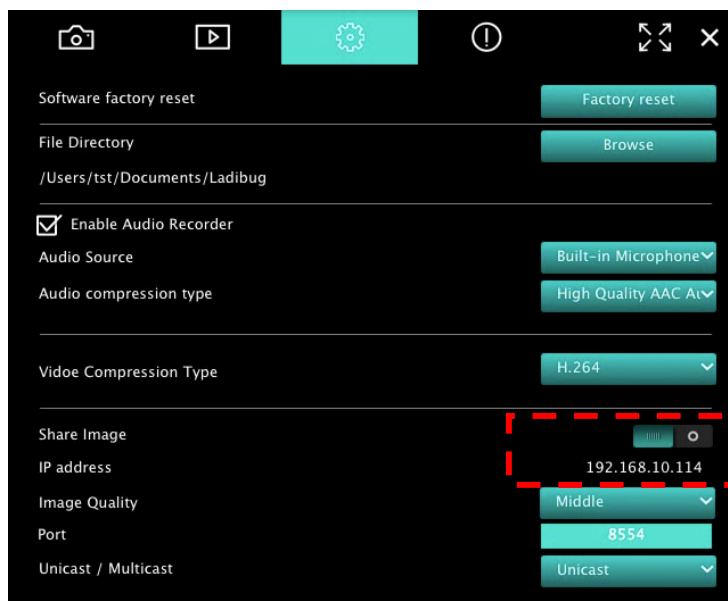 Software factory reset Factory reset
File Directory Browse
/Users/tst/Documents/Ladibug
Enable Audio Recorder
Audio Source Built-in Microphone
Audio compression type High Quality AAC Au
Vidoe Compression Type H.264
Share Image
IP address 192.168.10.114
Image Quality Middle
Port 8554
Unicast / Multicast Unicast